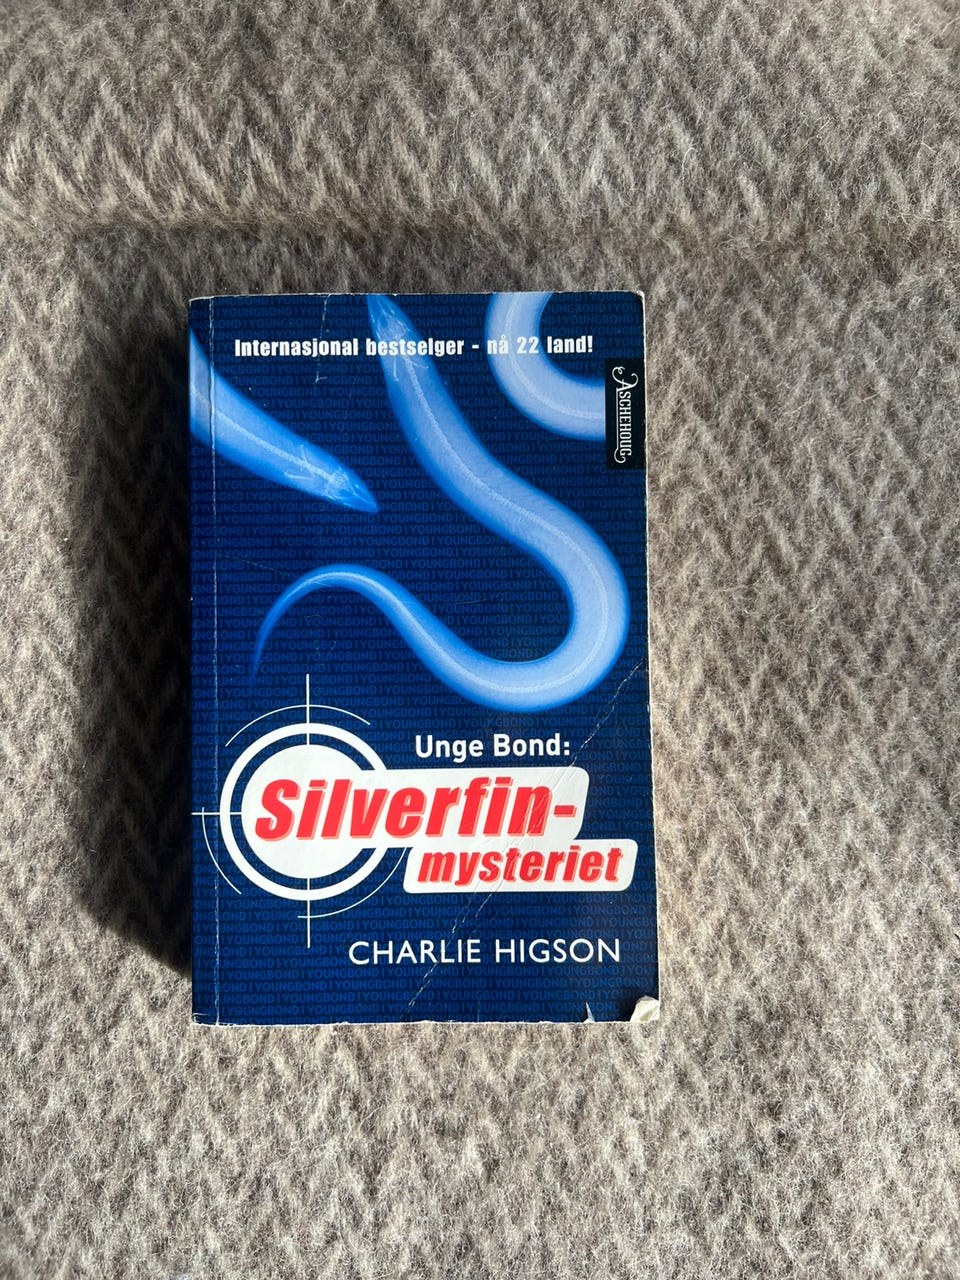 Internasjonal bestselger - nå 22 land!
ASCHEHOUG
Unge Bond:
Silverfin-
mysteriet
CHARLIE HIGSON